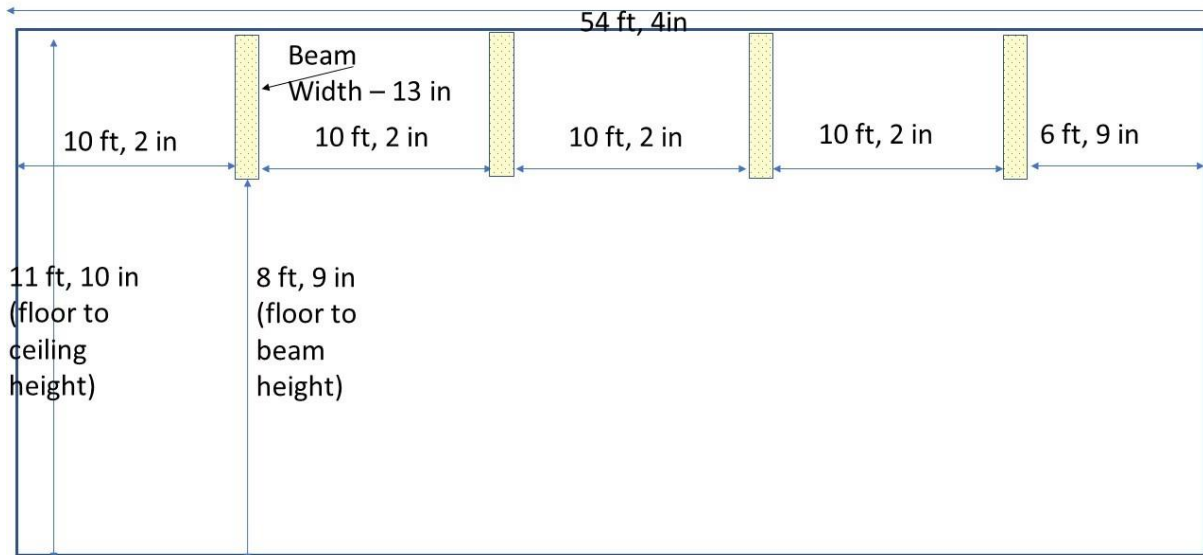 54 ft, 4in
Beam
Width – 13 in
10 ft, 2 in
10 ft, 2 in
10 ft, 2 in
10 ft, 2 in
6 ft, 9 in
11 ft, 10 in
(floor to
ceiling
height)
8 ft, 9 in
(floor to
beam
height)